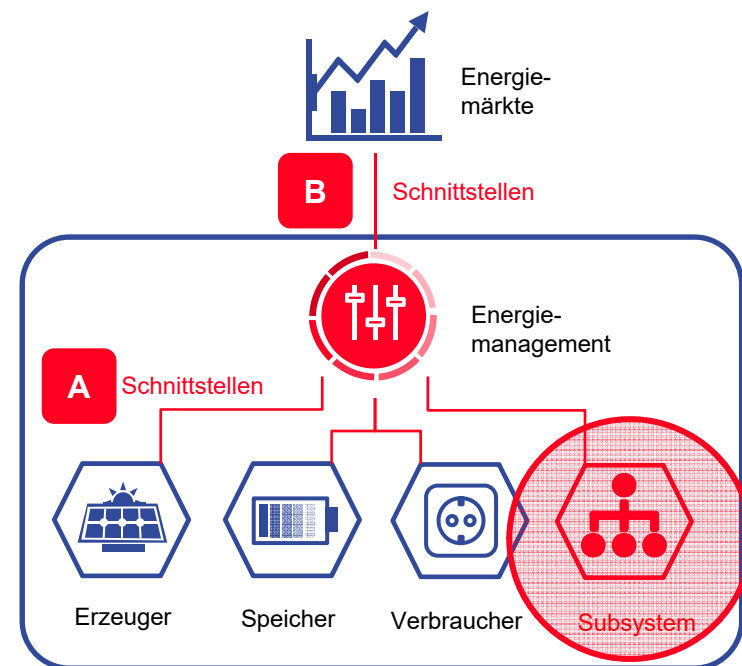 Energie-
märkte
B
Schnittstellen
Energie-
management
A
Schnittstellen
Erzeuger
Speicher
Verbraucher
Subsystem